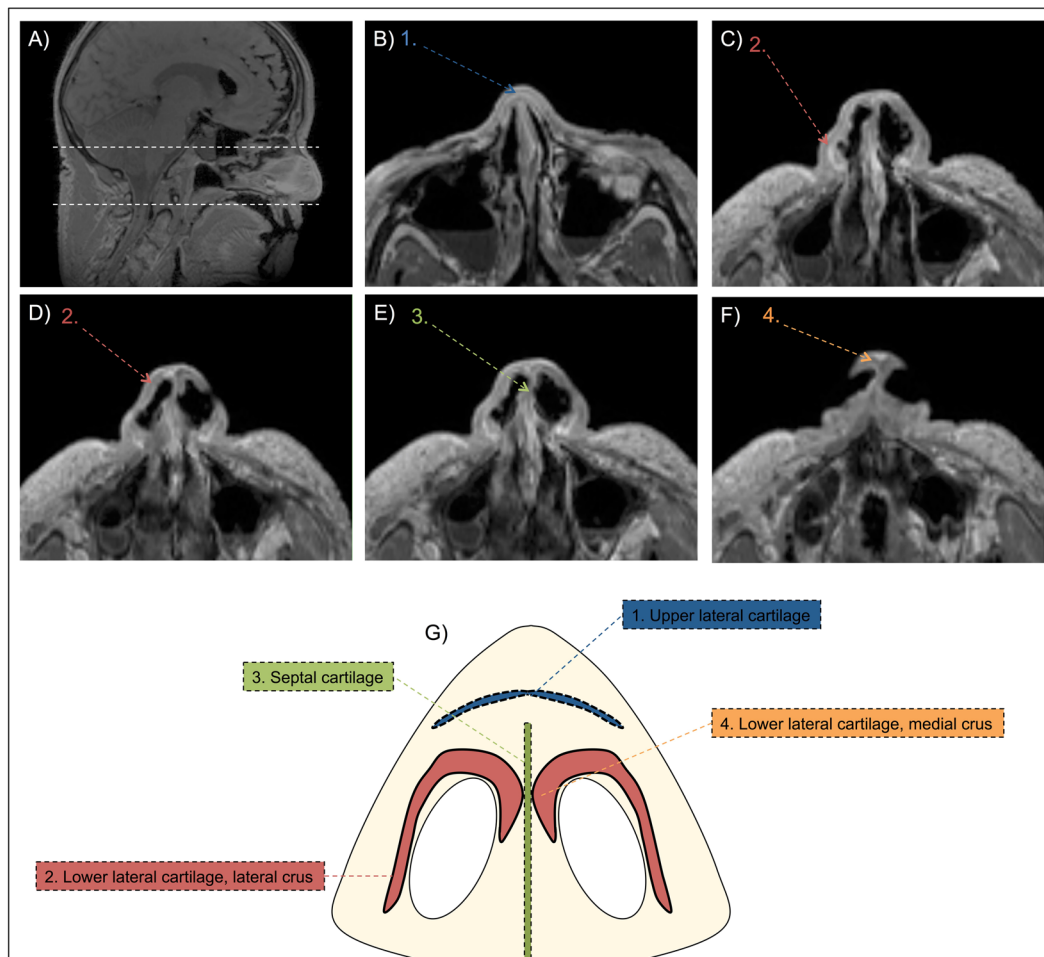 A)
B)
1.
C)
2.
D)
2.
E)
3.
F)
4.
G)
1. Upper lateral cartilage
3. Septal cartilage
4. Lower lateral cartilage, medial crus
2. Lower lateral cartilage, lateral crus